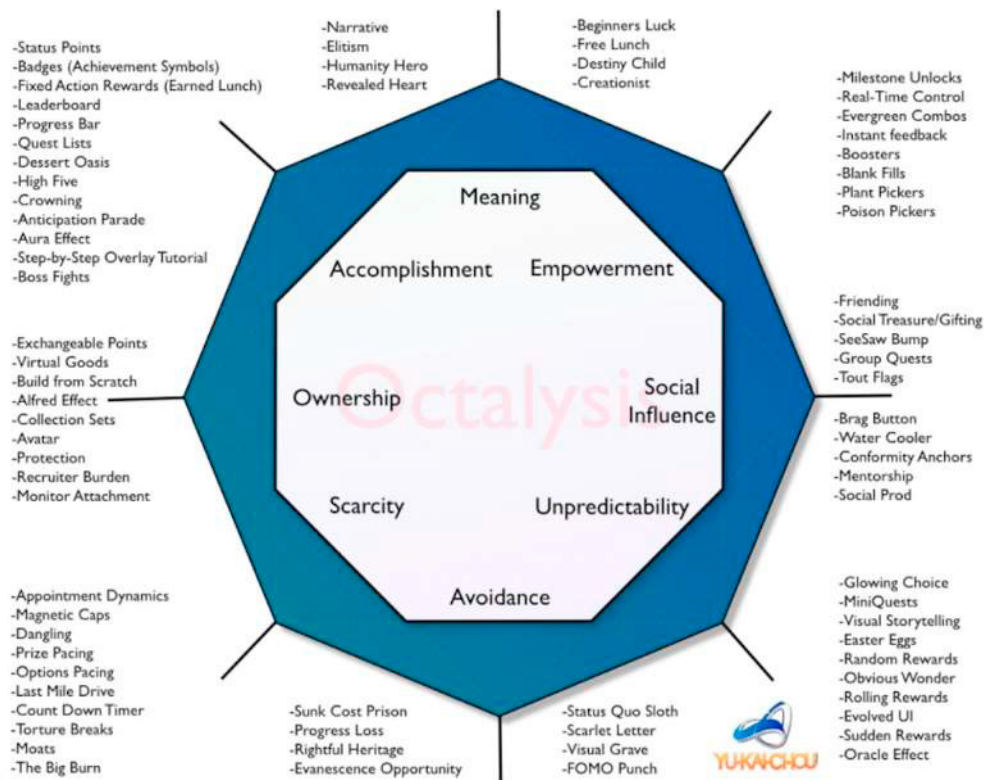 -Narrative
-Elitism
-Humanity Hero
-Revealed Heart
-Beginners Luck
-Free Lunch
-Destiny Child
-Creationist
-Status Points
-Badges (Achievement Symbols)
-Fixed Action Rewards (Earned Lunch)
-Leaderboard
-Progress Bar
-Quest Lists
-Dessert Oasis
-High Five
-Crowning
-Anticipation Parade
-Aura Effect
-Step-by-Step Overlay Tutorial
-Boss Fights
-Milestone Unlocks
-Real-Time Control
-Evergreen Combos
-Instant feedback
-Boosters
-Blank Fills
-Plant Pickers
-Poison Pickers
Meaning
Accomplishment
Empowerment
Ownership
Octalysis
Social
Influence
Scarcity
Unpredictability
Avoidance
-Exchangeable Points
-Virtual Goods
-Build from Scratch
-Alfred Effect
-Collection Sets
-Avatar
-Protection
-Recruiter Burden
-Monitor Attachment
-Friending
-Social Treasure/Gifting
-SeeSaw Bump
-Group Quests
-Tout Flags
-Brag Button
-Water Cooler
-Conformity Anchors
-Mentorship
-Social Prod
-Appointment Dynamics
-Magnetic Caps
-Dangling
-Prize Pacing
-Options Pacing
-Last Mile Drive
-Count Down Timer
-Torture Breaks
-Moats
-The Big Burn
-Sunk Cost Prison
-Progress Loss
-Rightful Heritage
-Evanescence Opportunity
-Status Quo Sloth
-Scarlet Letter
-Visual Grave
-FOMO Punch
-Glowing Choice
-MiniQuests
-Visual Storytelling
-Easter Eggs
-Random Rewards
-Obvious Wonder
-Rolling Rewards
-Evolved UI
-Sudden Rewards
-Oracle Effect
YU-KAI CHOU